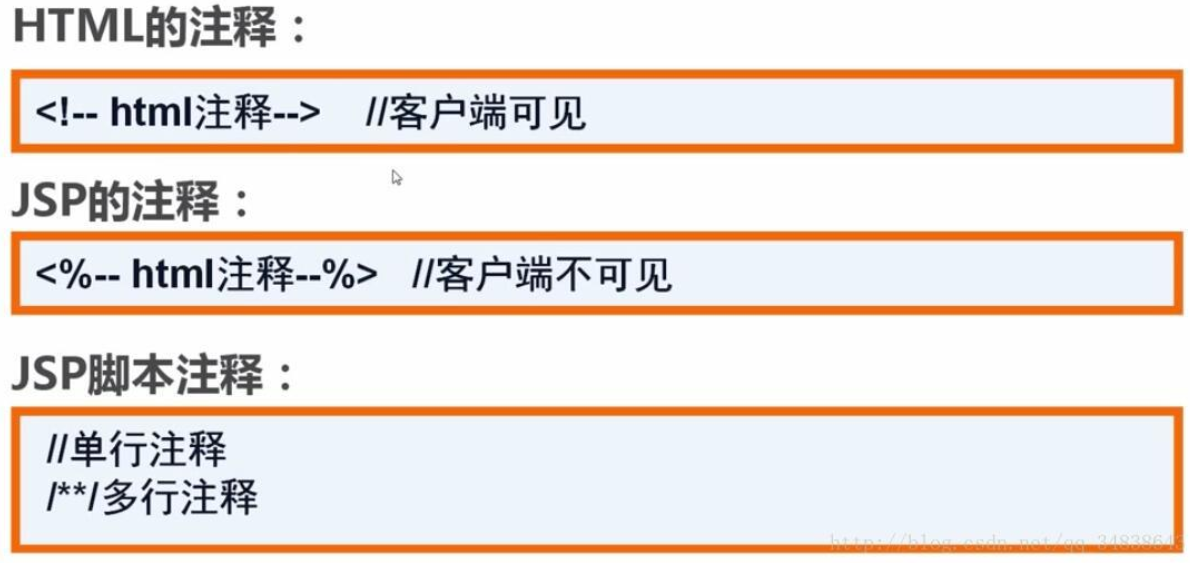 HTML的注释：
<!-- html注释-->    //客户端可见
JSP的注释：
<%-- html注释--%>   //客户端不可见
JSP脚本注释：
//单行注释
/**/多行注释
http://blog.csdn.net/qq_34838643